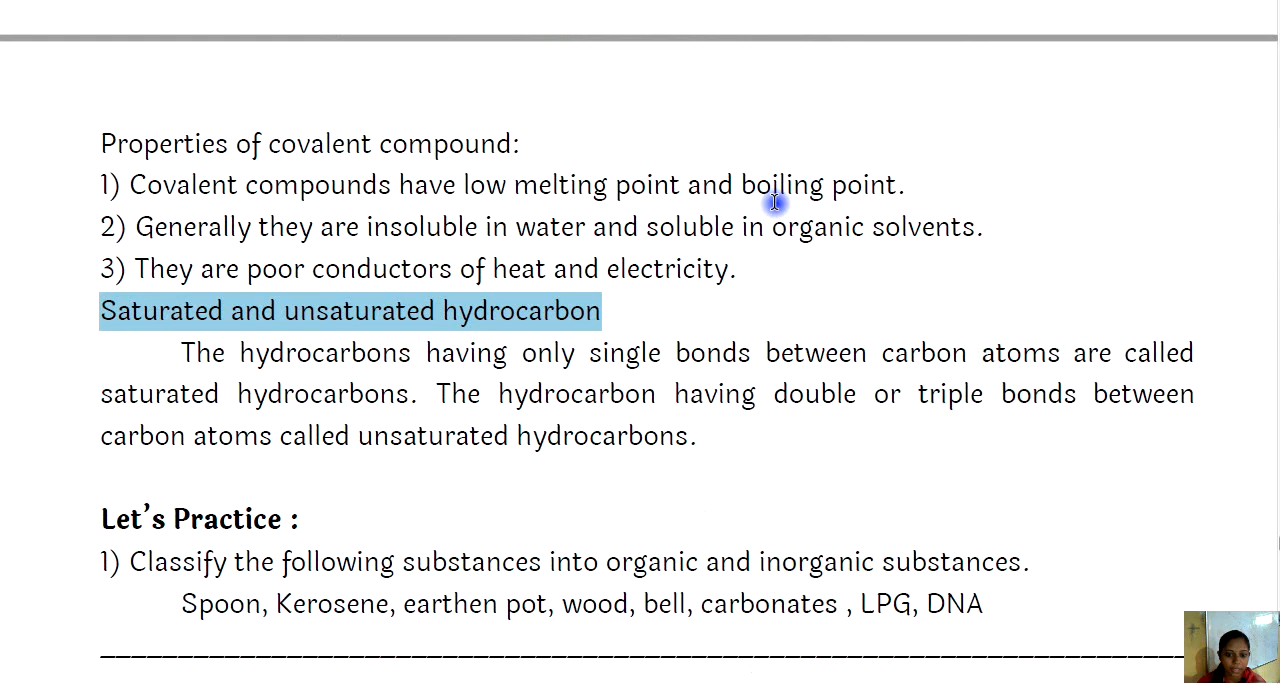 Properties of covalent compound:
1) Covalent compounds have low melting point and boiling point.
2) Generally they are insoluble in water and soluble in organic solvents.
3) They are poor conductors of heat and electricity.
Saturated and unsaturated hydrocarbon
The hydrocarbons having only single bonds between carbon atoms are called
saturated hydrocarbons. The hydrocarbon having double or triple bonds between
carbon atoms called unsaturated hydrocarbons.
Let's Practice :
1) Classify the following substances into organic and inorganic substances.
Spoon, Kerosene, earthen pot, wood, bell, carbonates , LPG, DNA